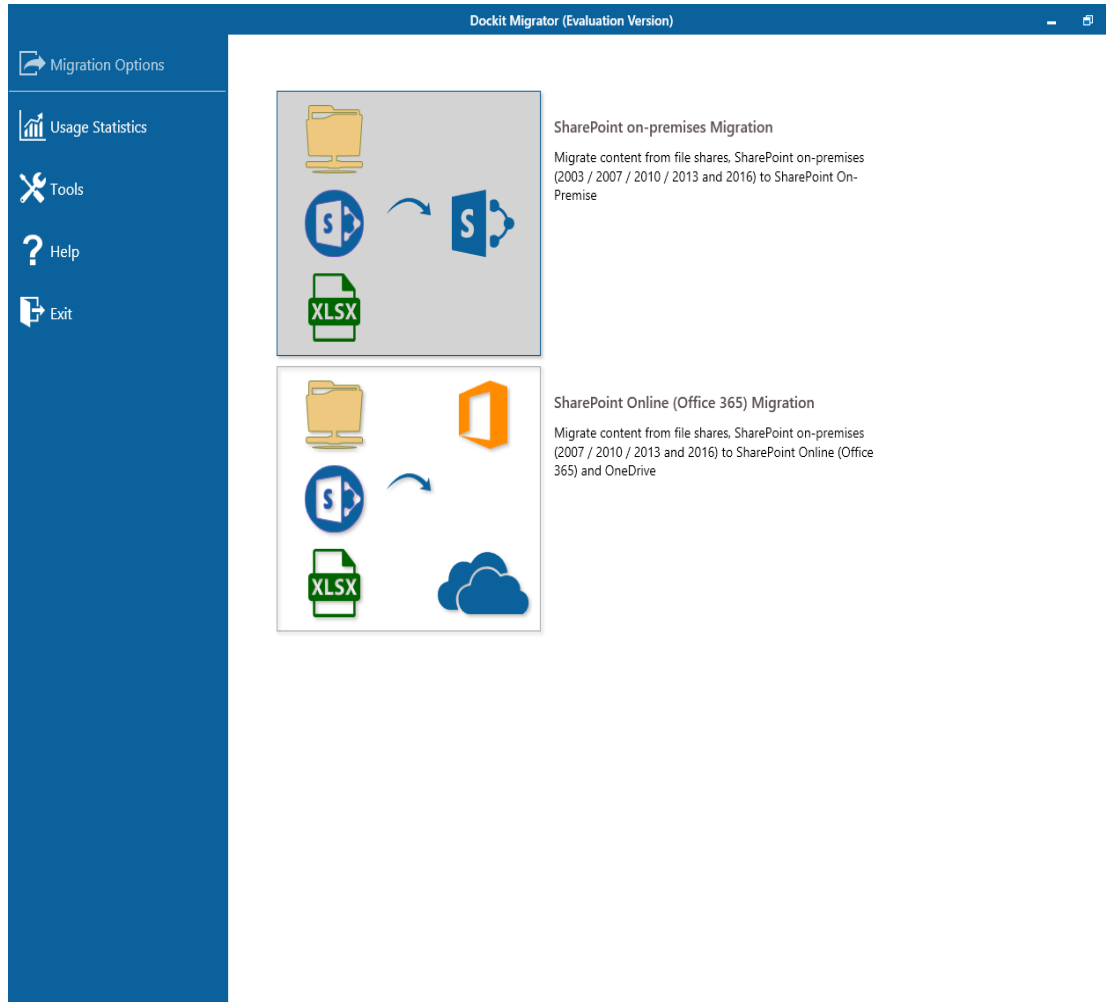 Dockit Migrator (Evaluation Version)
Migration Options
Usage Statistics
Tools
Help
Exit
SharePoint on-premises Migration
Migrate content from file shares, SharePoint on-premises
(2003 / 2007 / 2010 / 2013 and 2016) to SharePoint On-
Premise
S
S
XLSX
SharePoint Online (Office 365) Migration
Migrate content from file shares, SharePoint on-premises
(2007 / 2010 / 2013 and 2016) to SharePoint Online (Office
365) and OneDrive
S
XLSX